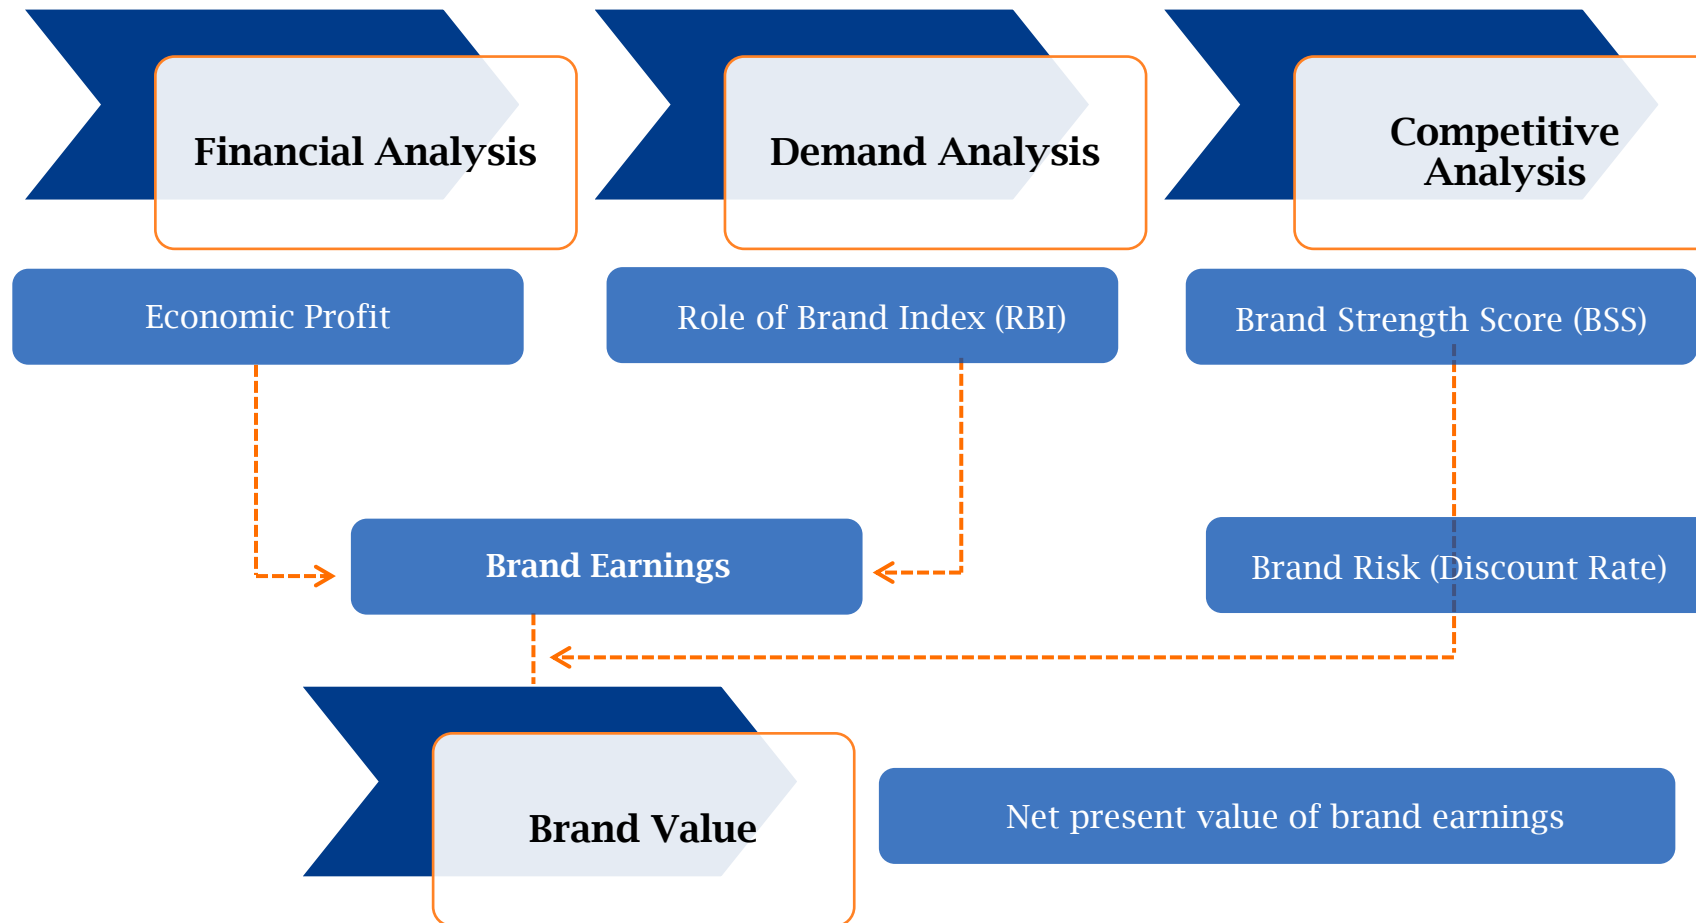 Financial Analysis
Demand Analysis
Competitive
Analysis
Economic Profit
Role of Brand Index (RBI)
Brand Strength Score (BSS)
Brand Earnings
Brand Risk (Discount Rate)
Brand Value
Net present value of brand earnings